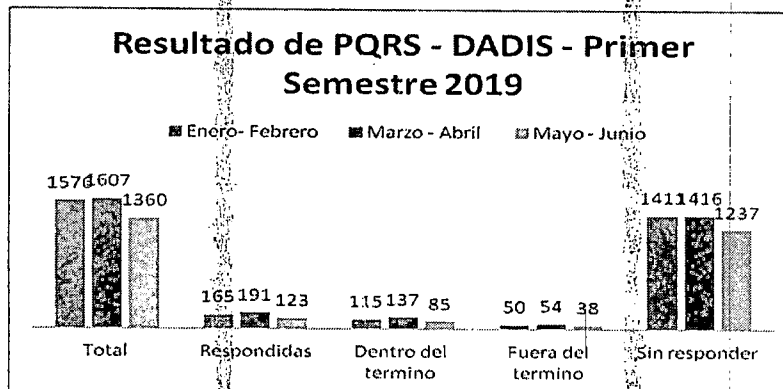 Resultado de PQRS - DADIS - Primer
Semestre 2019
Enero- Febrero Marzo - Abril Mayo - Junio
1576 1607 1360
165 191 123
115 137 85
50 54 38
1411 1416 1237
Total Respondidas Dentro del termino Fuera del termino Sin responder